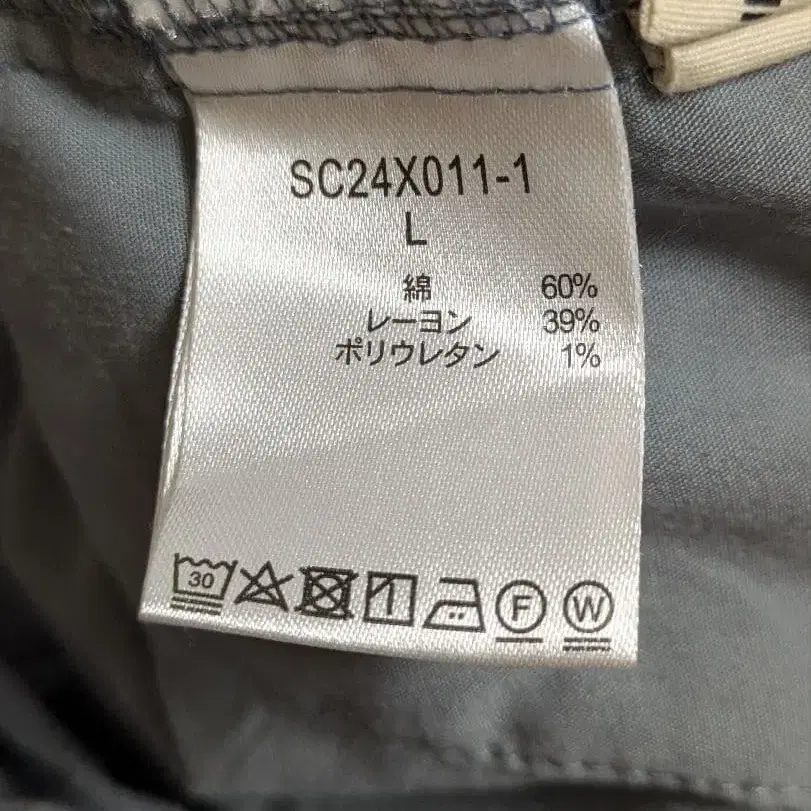 SC24X011-1
L
綿 60%
レーヨン 39%
ポリウレタン 1%
30 F W